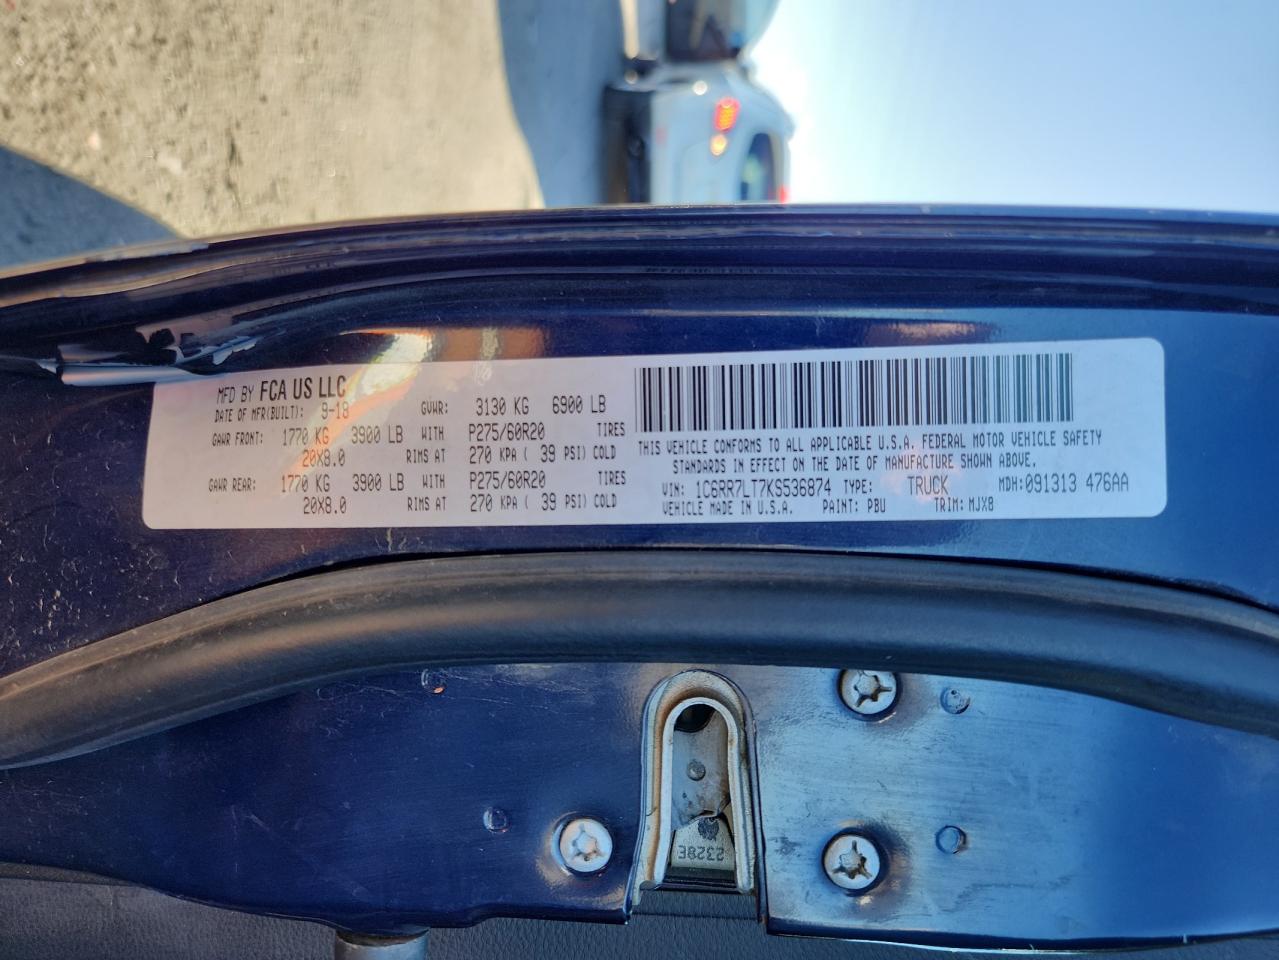 MFD BY FCA US LLC
DATE OF MFR(BUILT): 9-18 GVWR: 3130 KG 6900 LB
GAWR FRONT: 1770 KG 3900 LB WITH P275/60R20 TIRES
20X8.0 RIMS AT 270 KPA ( 39 PSI) COLD
GAWR REAR: 1770 KG 3900 LB WITH P275/60R20 TIRES
20X8.0 RIMS AT 270 KPA ( 39 PSI) COLD
THIS VEHICLE CONFORMS TO ALL APPLICABLE U.S.A. FEDERAL MOTOR VEHICLE SAFETY
STANDARDS IN EFFECT ON THE DATE OF MANUFACTURE SHOWN ABOVE.
VIN: 1C6RR7LT7KS536874 TYPE: TRUCK MDH:091313 476AA
VEHICLE MADE IN U.S.A. PAINT: PBU TRIM: MJX8
2328E